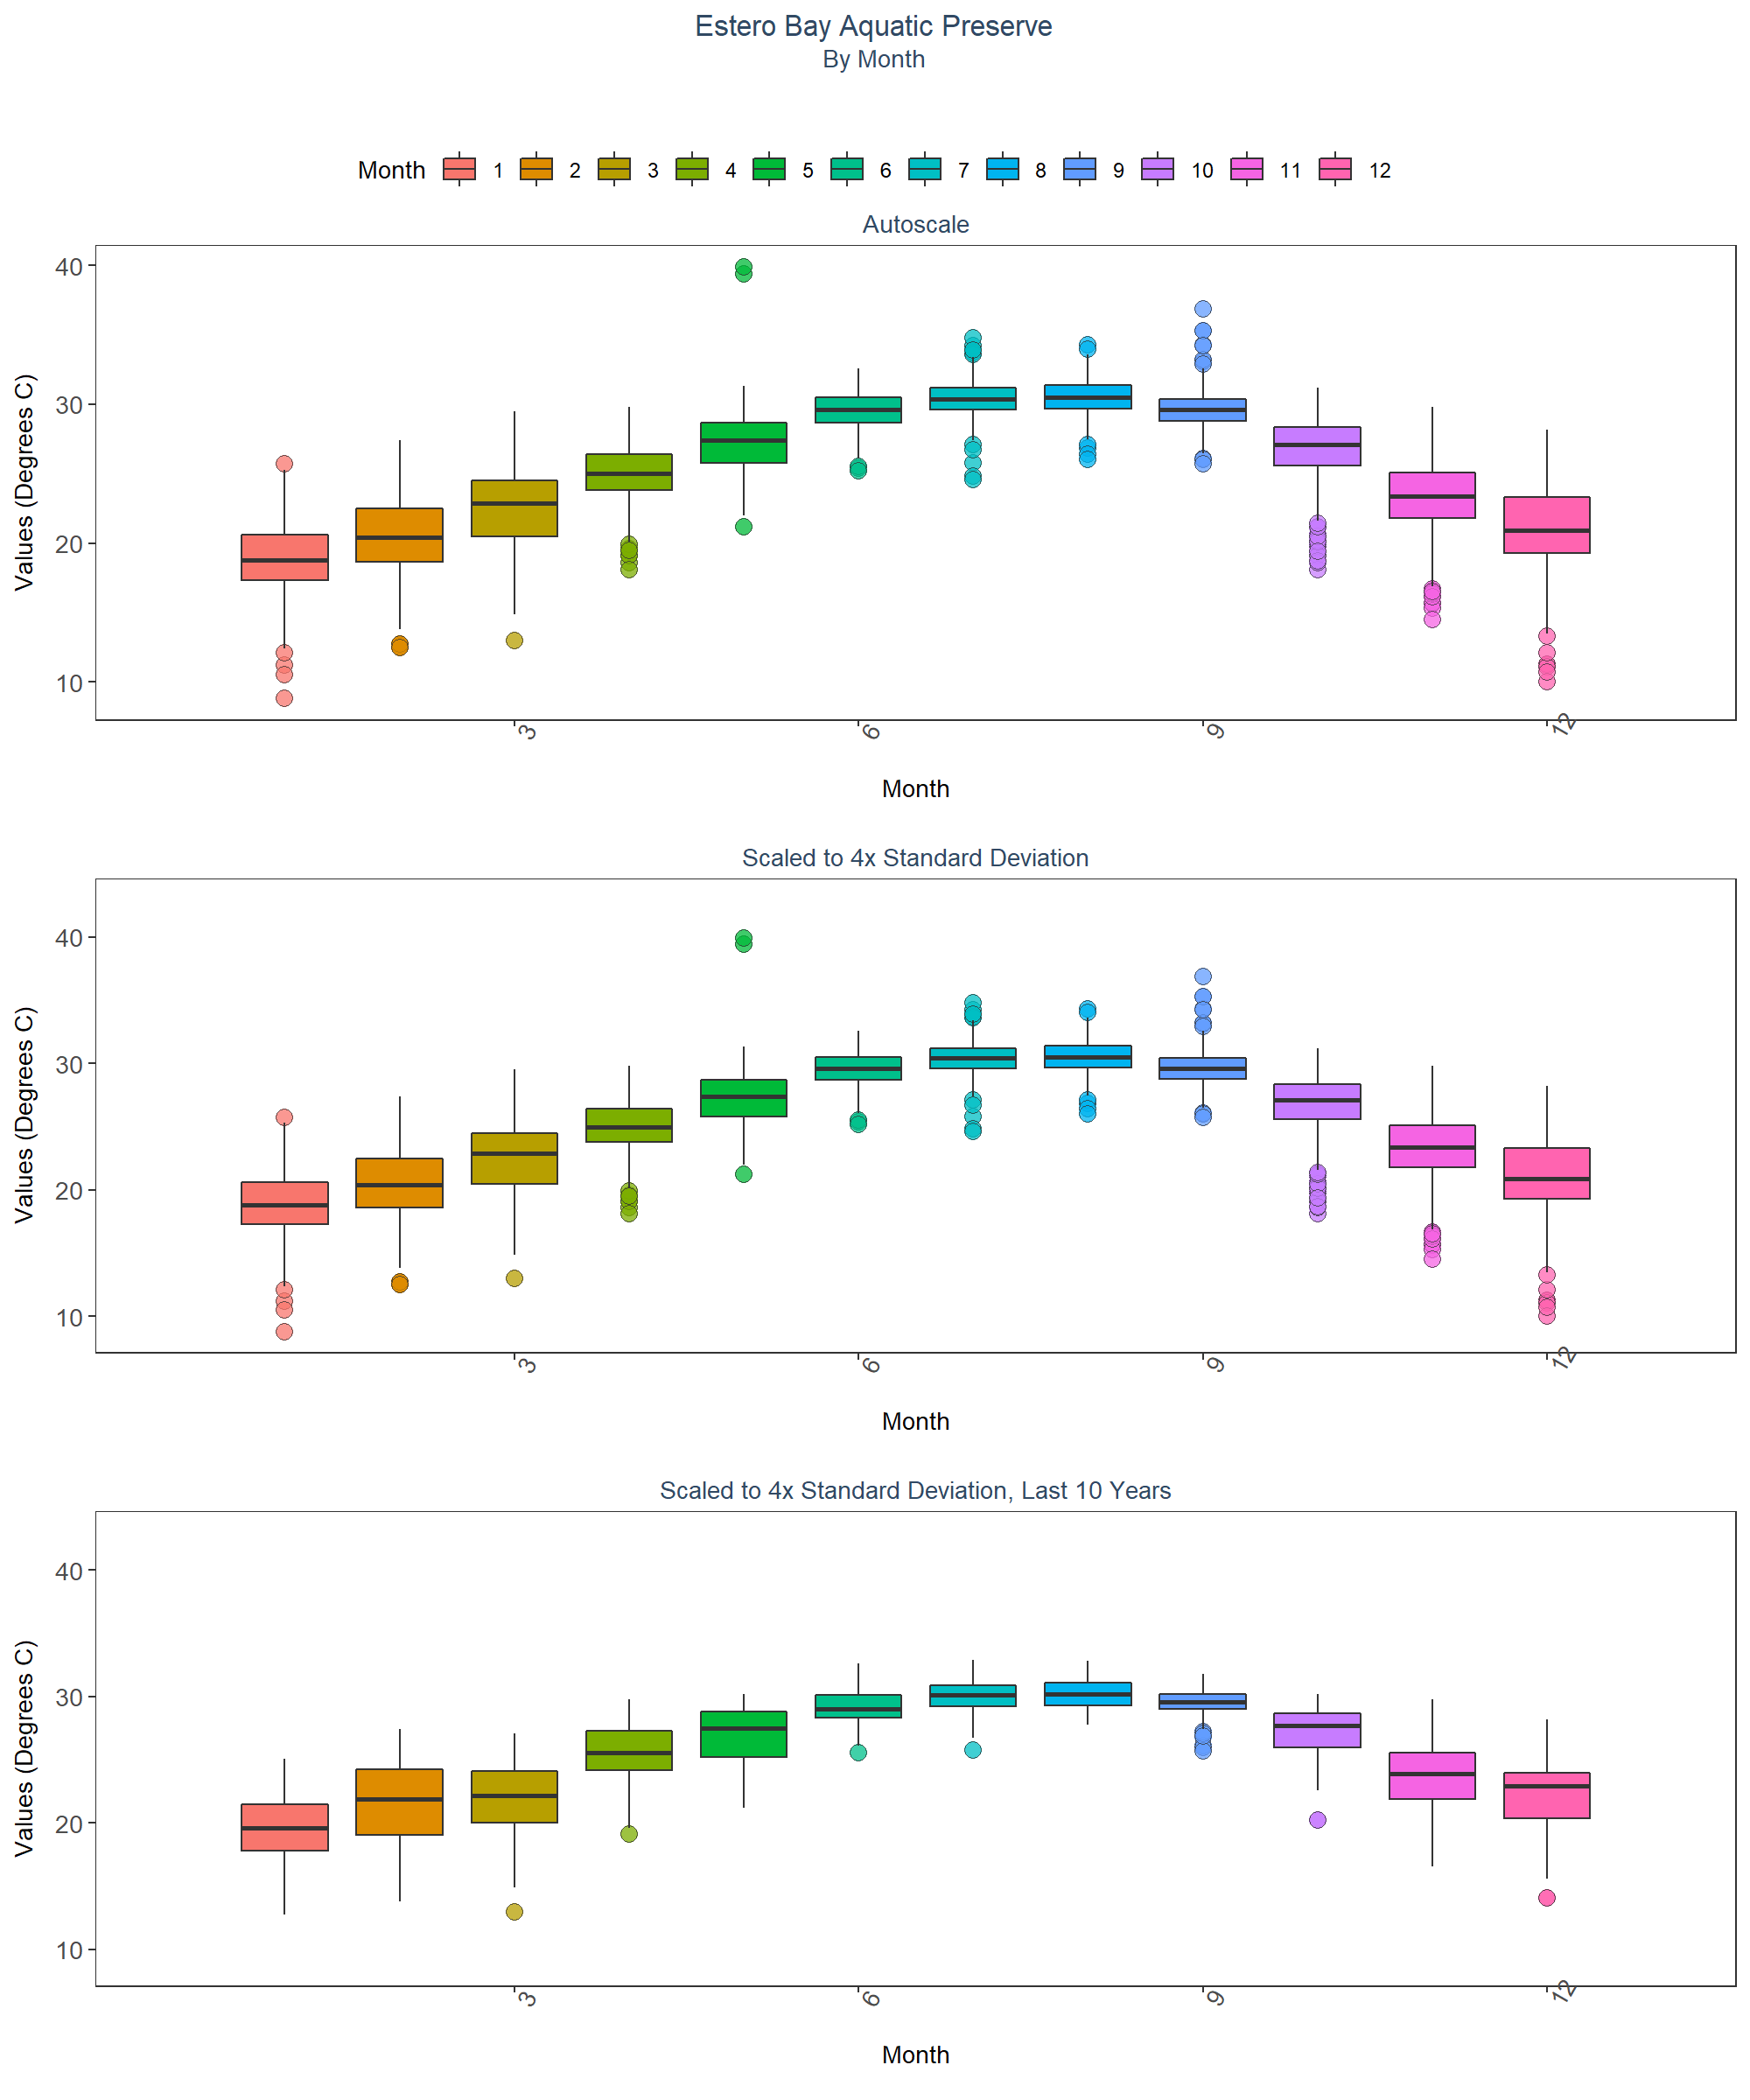 Estero Bay Aquatic Preserve
By Month
Month 1 2 3 4 5 6 7 8 9 10 11 12
Autoscale
Values (Degrees C)
40
30
20
10
3 6 9 12
Month
Scaled to 4x Standard Deviation
Values (Degrees C)
40
30
20
10
3 6 9 12
Month
Scaled to 4x Standard Deviation, Last 10 Years
Values (Degrees C)
40
30
20
10
3 6 9 12
Month